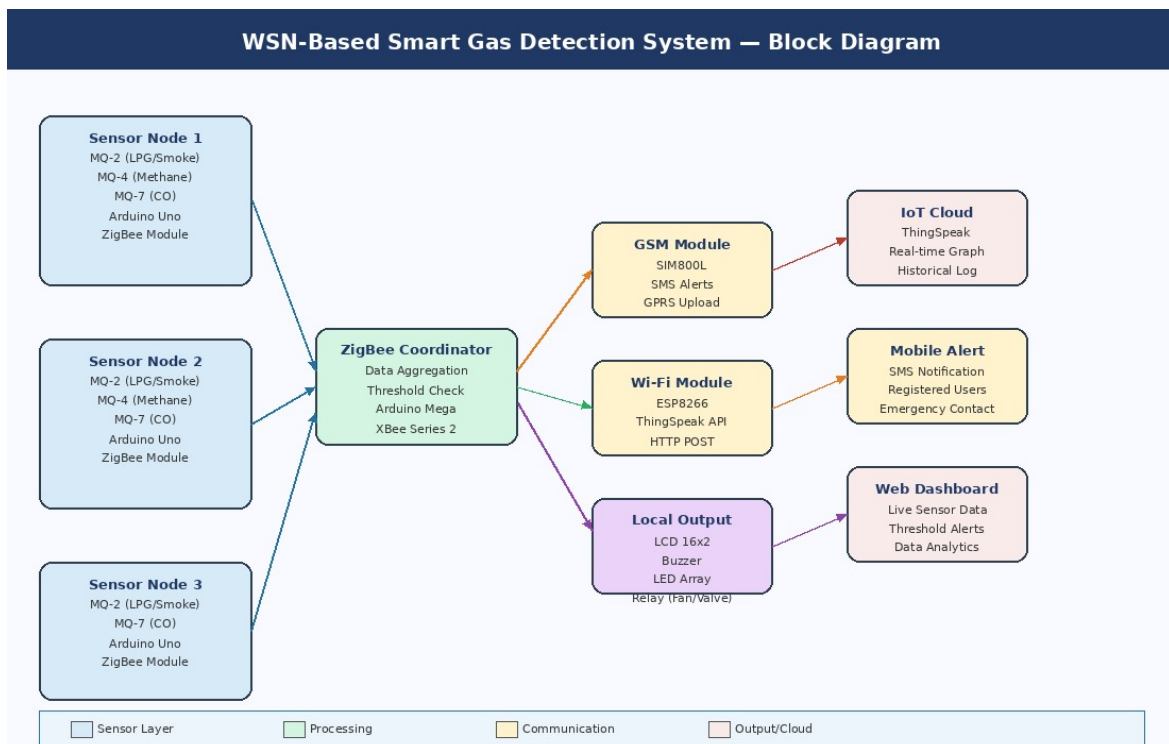 WSN-Based Smart Gas Detection System — Block Diagram
Sensor Node 1
MQ-2 (LPG/Smoke)
MQ-4 (Methane)
MQ-7 (CO)
Arduino Uno
ZigBee Module
Sensor Node 2
MQ-2 (LPG/Smoke)
MQ-4 (Methane)
MQ-7 (CO)
Arduino Uno
ZigBee Module
Sensor Node 3
MQ-2 (LPG/Smoke)
MQ-7 (CO)
Arduino Uno
ZigBee Module
ZigBee Coordinator
Data Aggregation
Threshold Check
Arduino Mega
XBee Series 2
GSM Module
SIM800L
SMS Alerts
GPRS Upload
Wi-Fi Module
ESP8266
ThingSpeak API
HTTP POST
Local Output
LCD 16x2
Buzzer
LED Array
Relay (Fan/Valve)
IoT Cloud
ThingSpeak
Real-time Graph
Historical Log
Mobile Alert
SMS Notification
Registered Users
Emergency Contact
Web Dashboard
Live Sensor Data
Threshold Alerts
Data Analytics
Sensor Layer
Processing
Communication
Output/Cloud